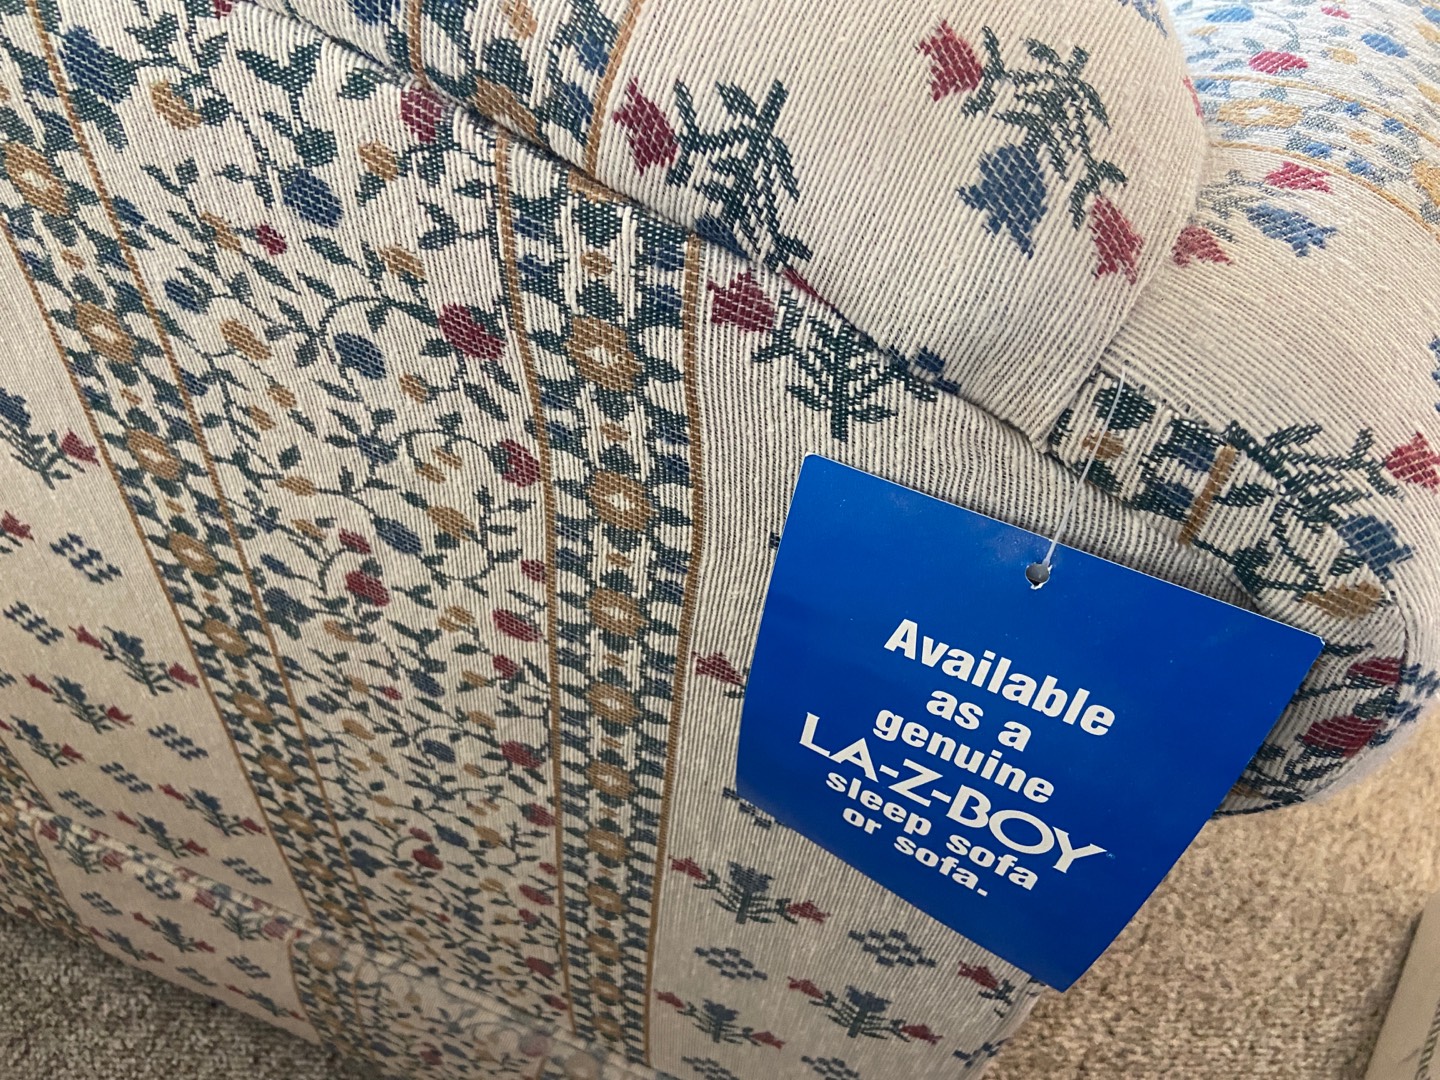 Available
as a
genuine
LA-Z-BOY
sleep sofa
or sofa.